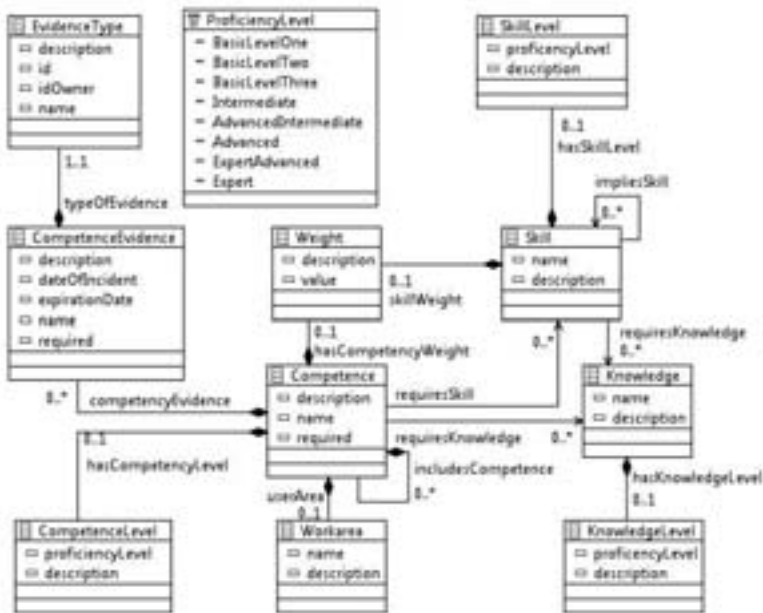 EvidenceType
description
id
idOwner
name
ProficiencyLevel
BasicLevelOne
BasicLevelTwo
BasicLevelThree
Intermediate
AdvancedIntermediate
Advanced
ExpertAdvanced
Expert
SkillLevel
proficencyLevel
description
1..1
typeOfEvidence
0..1
hasSkillLevel
impliesSkill
0..*
CompetenceEvidence
description
dateOfIncident
expirationDate
name
required
Weight
description
value
0..1
skillWeight
Skill
name
description
0..1
hasCompetencyWeight
0..*
requiresKnowledge
0..*
Competence
description
name
required
requiresSkill
requiresKnowledge
0..*
Knowledge
name
description
0..*
competencyEvidence
0..1
hasCompetencyLevel
includesCompetence
0..*
userArea
0..1
hasKnowledgeLevel
0..1
CompetenceLevel
proficiencyLevel
description
Workarea
name
description
KnowledgeLevel
proficencyLevel
description